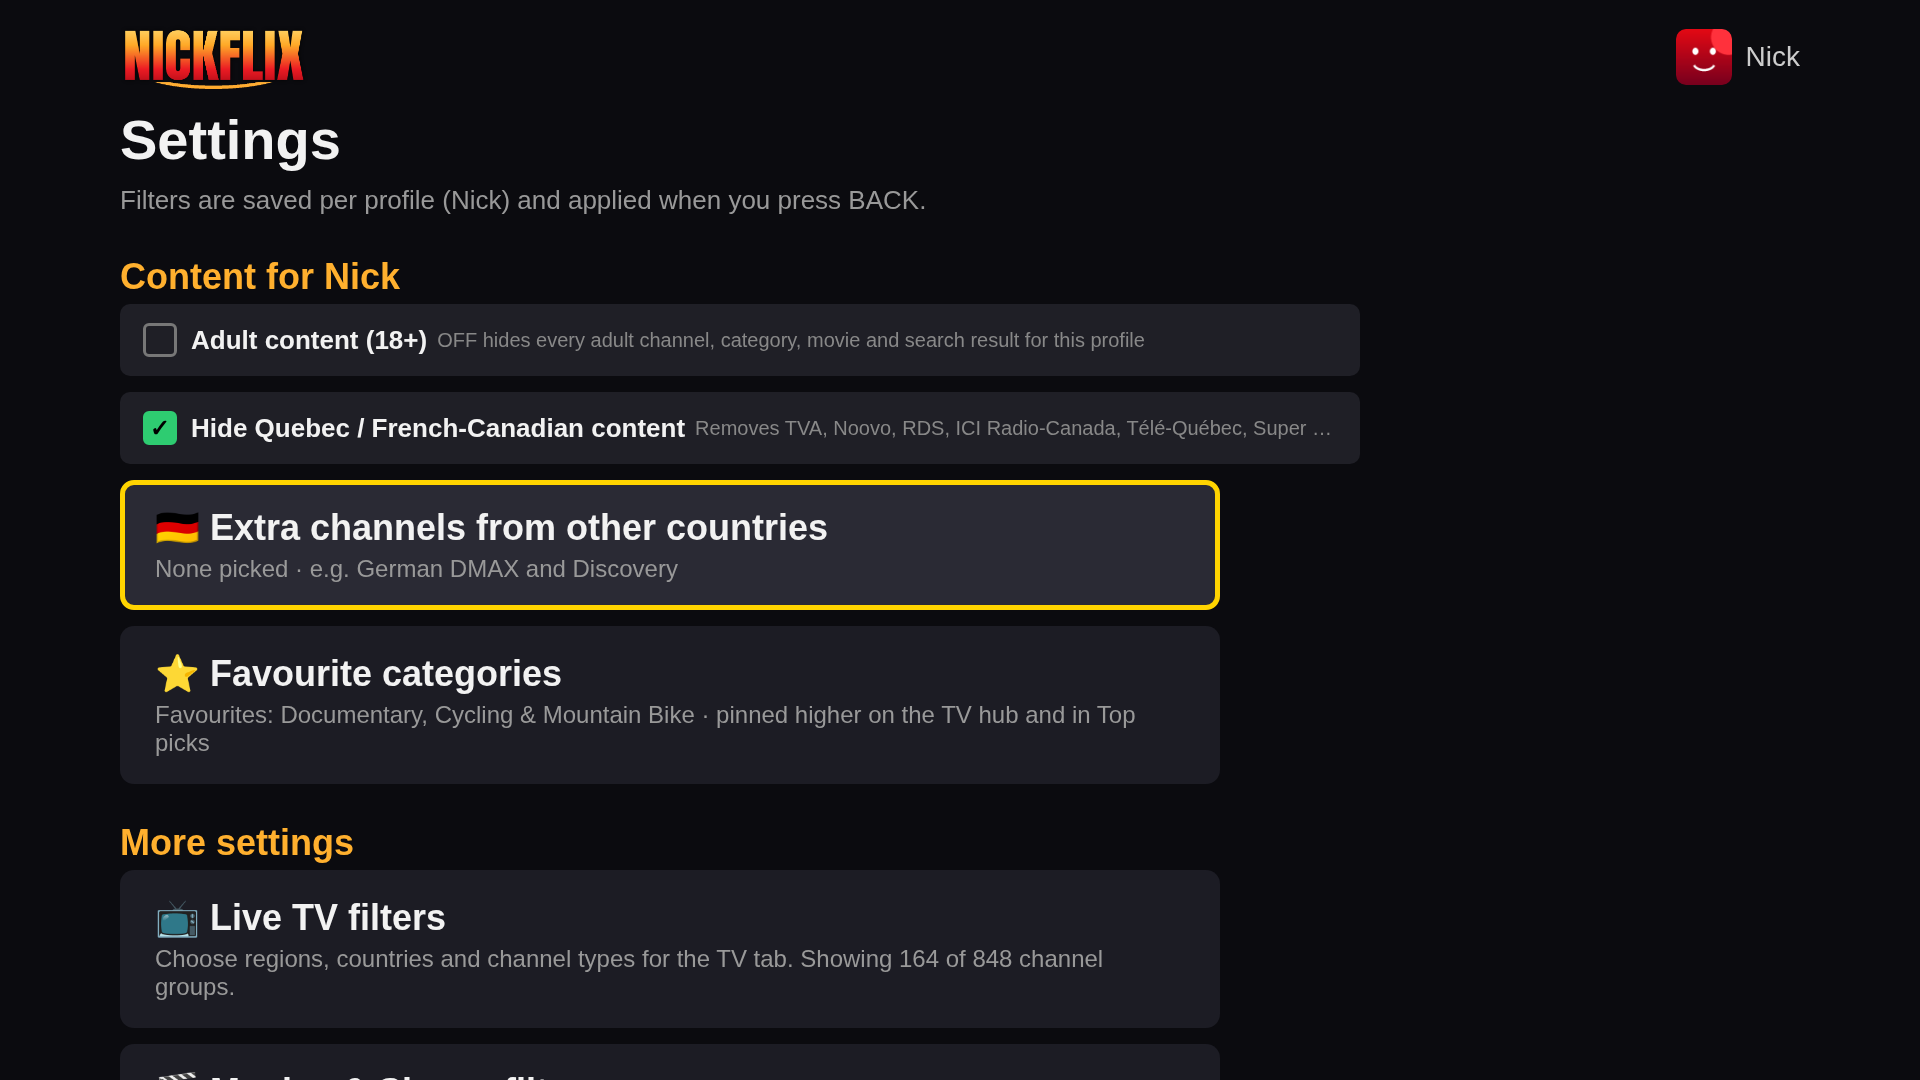 NICKFLIX
Nick
Settings
Filters are saved per profile (Nick) and applied when you press BACK.
Content for Nick
Adult content (18+) OFF hides every adult channel, category, movie and search result for this profile
✓ Hide Quebec / French-Canadian content Removes TVA, Noovo, RDS, ICI Radio-Canada, Télé-Québec, Super …
🇩🇪 Extra channels from other countries
None picked · e.g. German DMAX and Discovery
⭐ Favourite categories
Favourites: Documentary, Cycling & Mountain Bike · pinned higher on the TV hub and in Top
picks
More settings
📺 Live TV filters
Choose regions, countries and channel types for the TV tab. Showing 164 of 848 channel
groups.